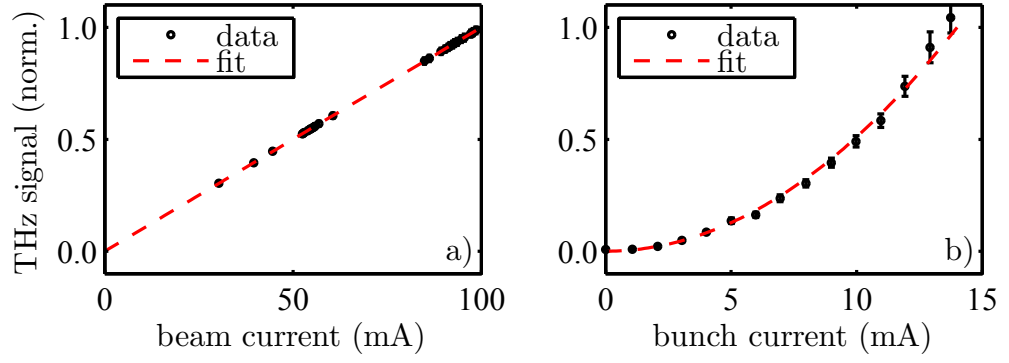 THz signal (norm.)
1.0
0.5
0.0
data
fit
a)
0
50
100
beam current (mA)
1.0
0.5
0.0
data
fit
b)
0
5
10
15
bunch current (mA)